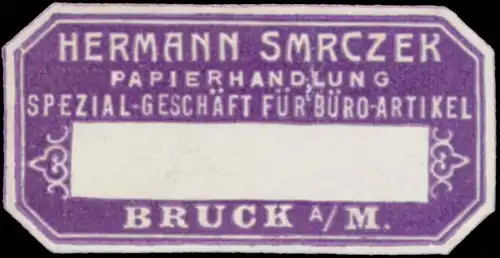 HERMANN SMRCZEK
PAPIERHANDLUNG
SPEZIAL-GESCHÄFT FÜR BÜRO-ARTIKEL
BRUCK A/M.